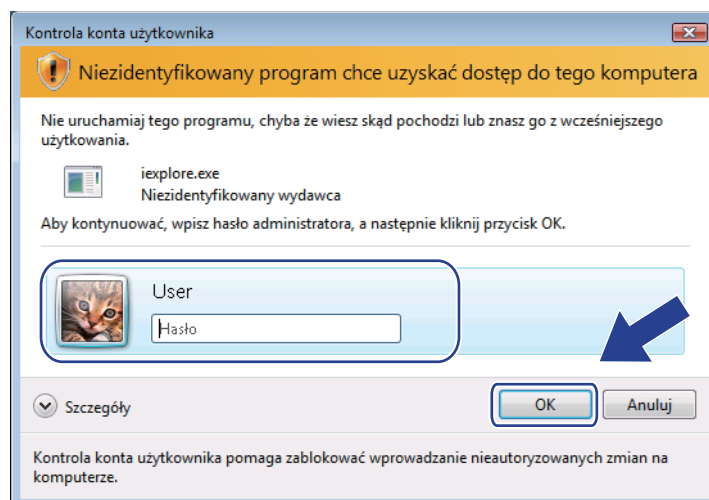 Kontrola konta użytkownika
Niezidentyfikowany program chce uzyskać dostęp do tego komputera
Nie uruchamiaj tego programu, chyba że wiesz skąd pochodzi lub znasz go z wcześniejszego
użytkowania.
iexplore.exe
Niezidentyfikowany wydawca
Aby kontynuować, wpisz hasło administratora, a następnie kliknij przycisk OK.
User
Hasło
Szczegóły
OK
Anuluj
Kontrola konta użytkownika pomaga zablokować wprowadzanie nieautoryzowanych zmian na
komputerze.